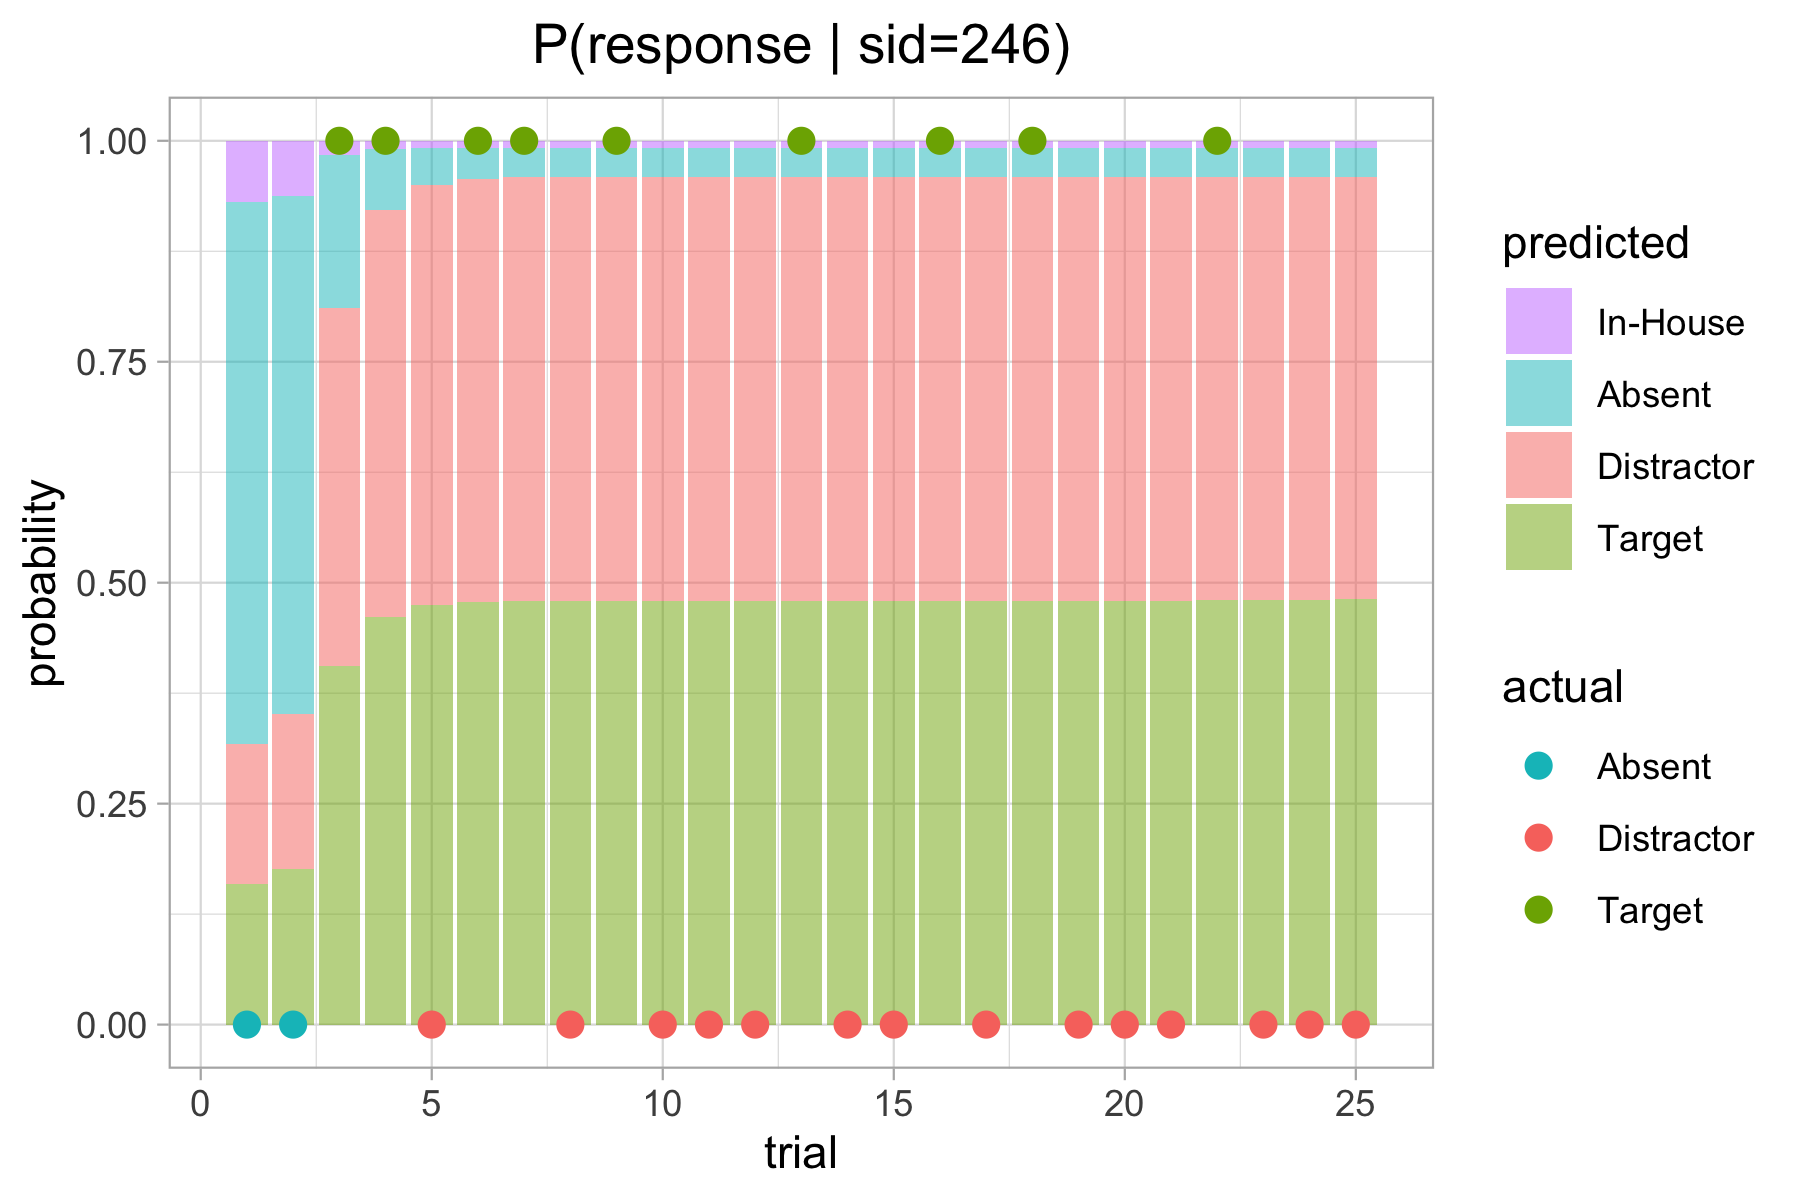 P(response | sid=246)
1.00
0.75
0.50
0.25
0.00
probability
0 5 10 15 20 25
trial
predicted
In-House
Absent
Distractor
Target
actual
Absent
Distractor
Target